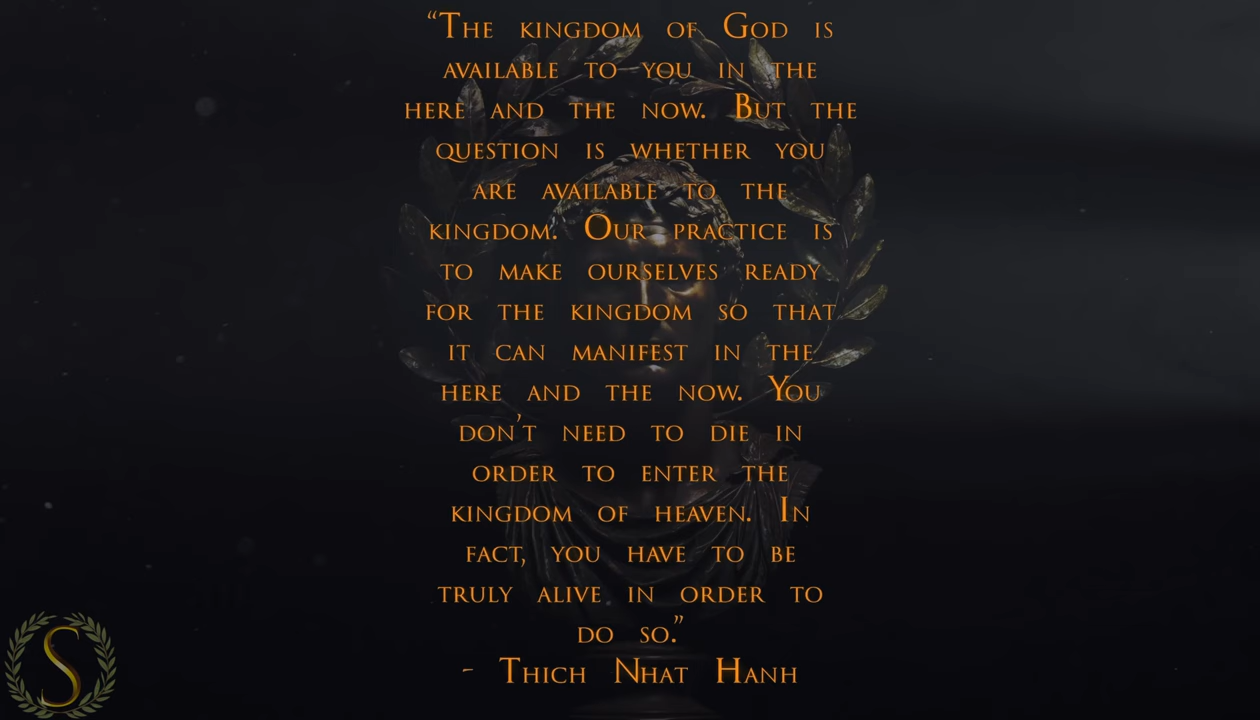 “The kingdom of God is
available to you in the
here and the now. But the
question is whether you
are available to the
kingdom. Our practice is
to make ourselves ready
for the kingdom so that
it can manifest in the
here and the now. You
don’t need to die in
order to enter the
kingdom of heaven. In
fact, you have to be
truly alive in order to
do so.”
- Thich Nhat Hanh
S